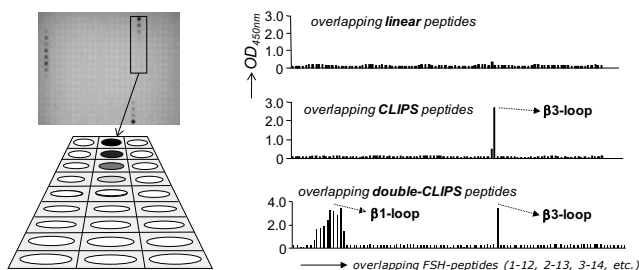 3.0
2.0
1.0
0
OD450nm
overlapping linear peptides
3.0
2.0
1.0
0.0
overlapping CLIPS peptides
β3-loop
4.0
2.0
0.0
overlapping double-CLIPS peptides
β1-loop
β3-loop
overlapping FSH-peptides (1-12, 2-13, 3-14, etc.)